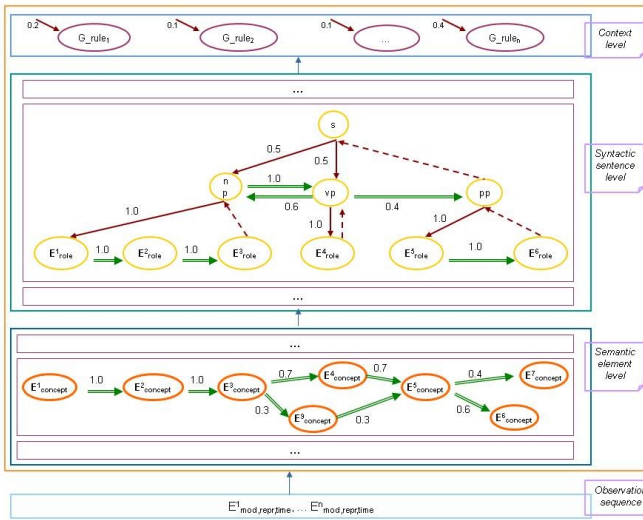 0.2 0.1 0.1 0.4
G_rule1 G_rule2 ... G_rulen
Context
level
...
s
0.5 0.5
n
p
1.0
vp
pp
0.6 0.4
1.0 1.0 1.0
E1role 1.0 E2role 1.0 E3role E4role E5role 1.0 E6role
...
Syntactic
sentence
level
...
E1concept 1.0 E2concept 1.0 E3concept 0.7 E4concept 0.7 E5concept 0.4 E7concept
0.3 E9concept 0.3 0.6 E6concept
...
Semantic
element
level
E1mod,repr,time, ... Enmod,repr,time
Observation
sequence